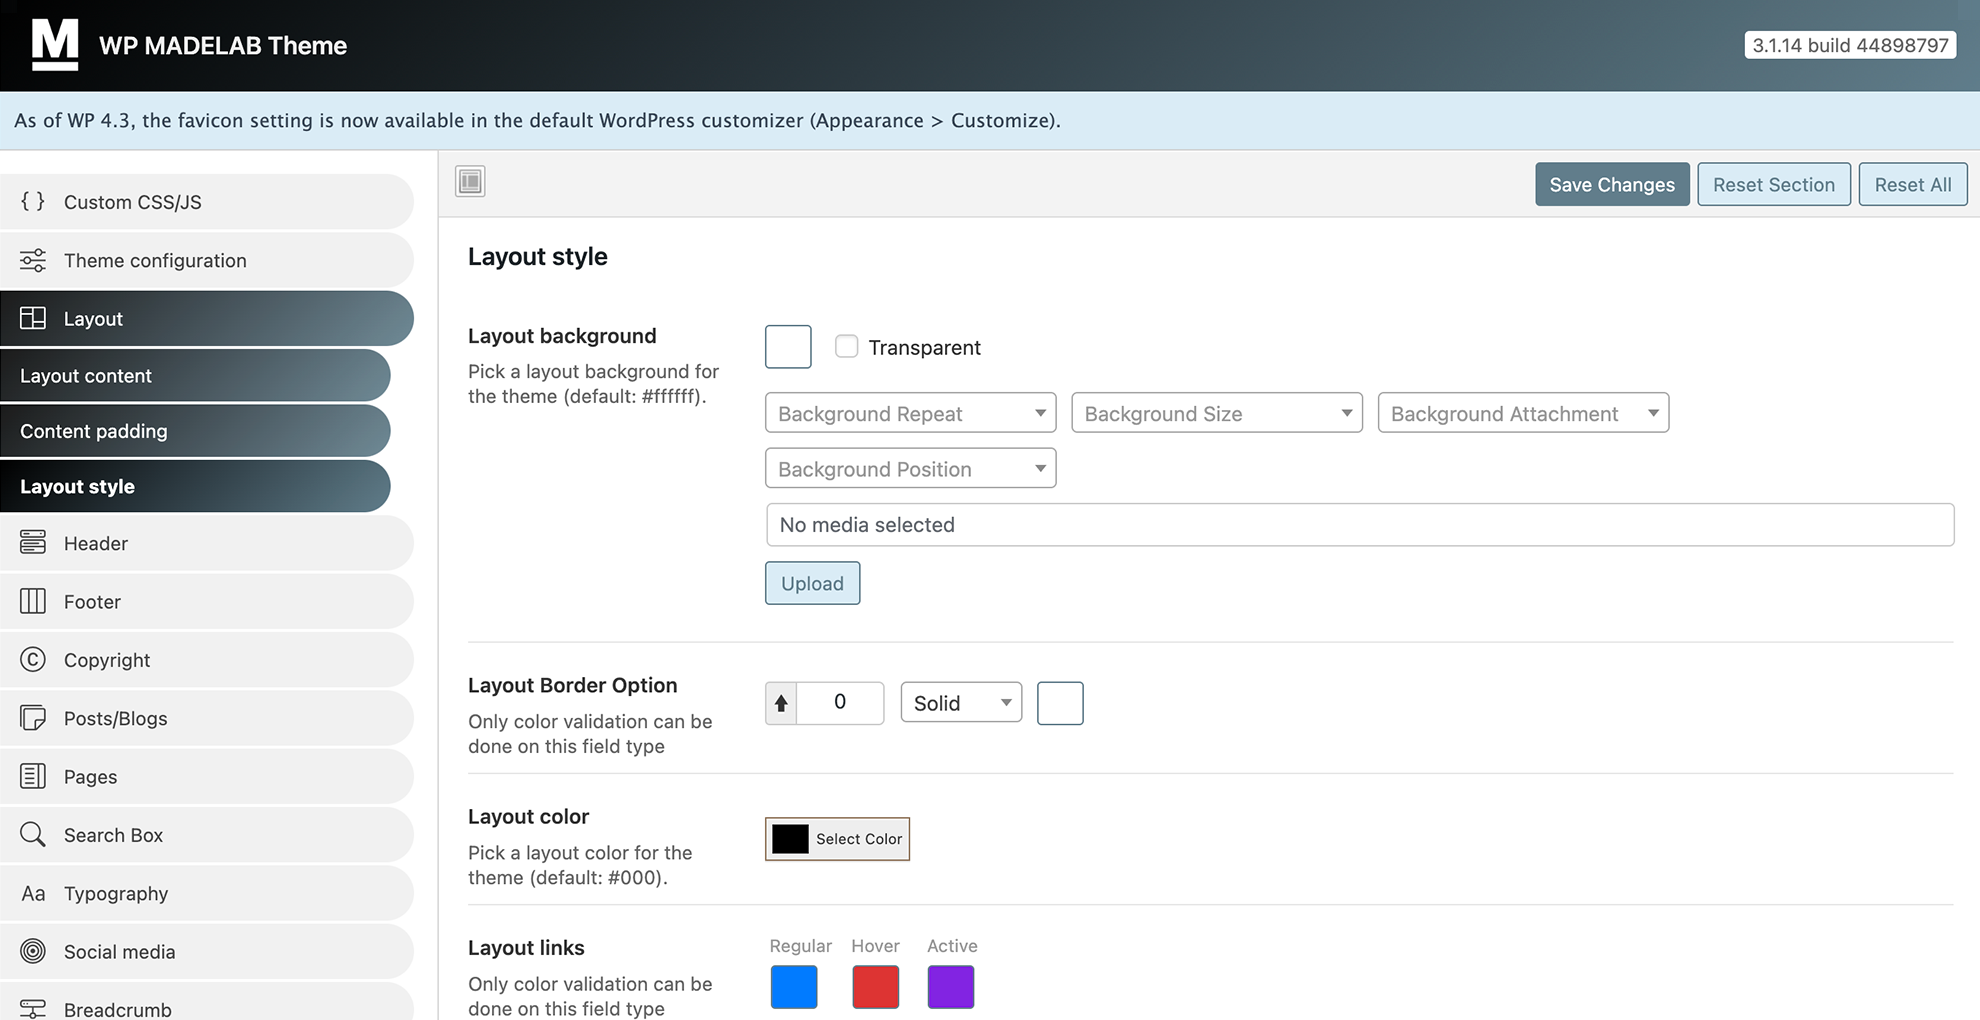 M WP MADELAB Theme
3.1.14 build 44898797
As of WP 4.3, the favicon setting is now available in the default WordPress customizer (Appearance > Customize).
{ } Custom CSS/JS
Theme configuration
Layout
Layout content
Content padding
Layout style
Header
Footer
© Copyright
Posts/Blogs
Pages
Search Box
Aa Typography
Social media
Breadcrumb
Save Changes
Reset Section
Reset All
Layout style
Layout background
Pick a layout background for
the theme (default: #ffffff).
Transparent
Background Repeat
Background Size
Background Attachment
Background Position
No media selected
Upload
Layout Border Option
Only color validation can be
done on this field type
0
Solid
Layout color
Pick a layout color for the
theme (default: #000).
Select Color
Layout links
Only color validation can be
done on this field type
Regular
Hover
Active